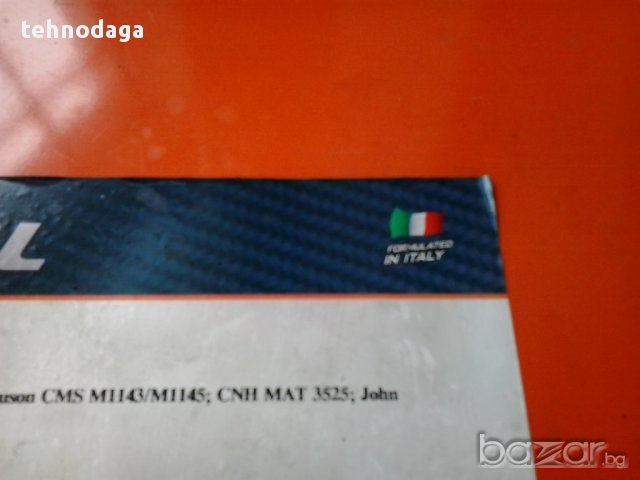 tehnodaga
L
FORMULATED
IN ITALY
CMS M1143/M1145; CNH MAT 3525; John
bazar.bg